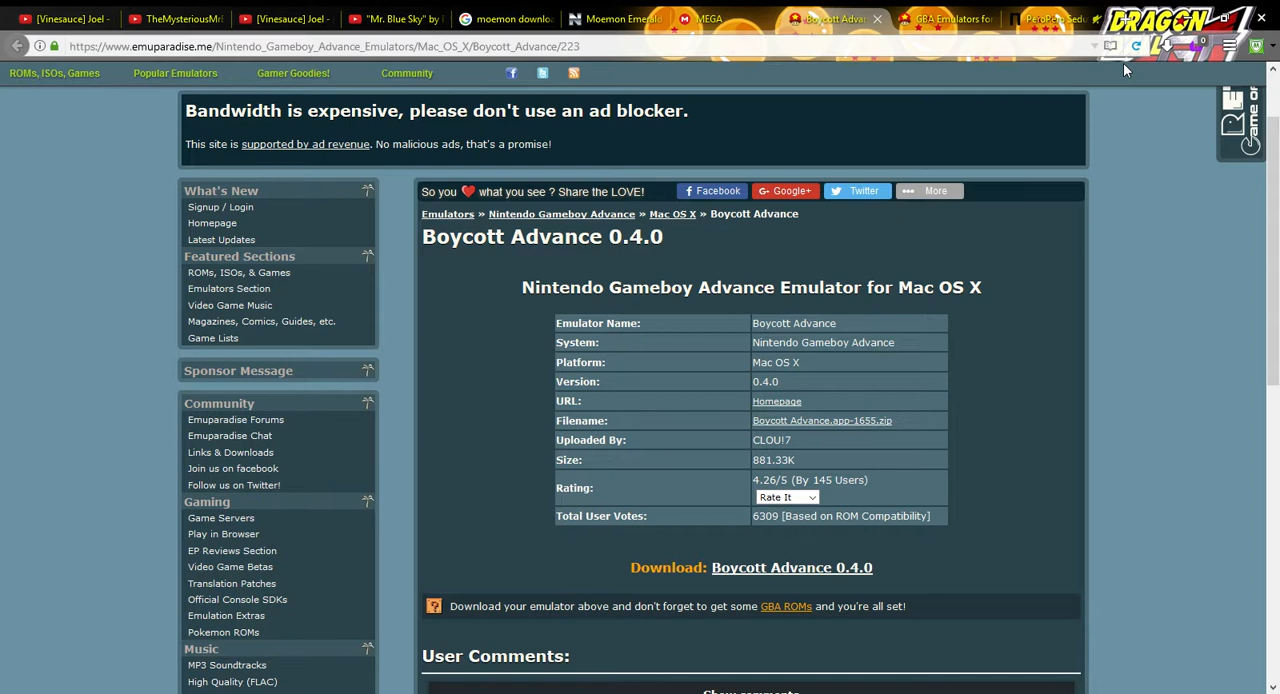 [Vinesauce] Joel -
TheMysteriousMr
[Vinesauce] Joel -
"Mr. Blue Sky" by
moemon downlo
Moemon Emerald
MEGA
Boycott Advan
GBA Emulators for
PeroPero Sedu
DRAGON
https://www.emuparadise.me/Nintendo_Gameboy_Advance_Emulators/Mac_OS_X/Boycott_Advance/223
0
ROMs, ISOs, Games
Popular Emulators
Gamer Goodies!
Community
Bandwidth is expensive, please don't use an ad blocker.
This site is supported by ad revenue. No malicious ads, that's a promise!
What's New
Signup / Login
Homepage
Latest Updates
Featured Sections
ROMs, ISOs, & Games
Emulators Section
Video Game Music
Magazines, Comics, Guides, etc.
Game Lists
Sponsor Message
Community
Emuparadise Forums
Emuparadise Chat
Links & Downloads
Join us on facebook
Follow us on Twitter!
Gaming
Game Servers
Play in Browser
EP Reviews Section
Video Game Betas
Translation Patches
Official Console SDKs
Emulation Extras
Pokemon ROMs
Music
MP3 Soundtracks
High Quality (FLAC)
So you ❤ what you see ? Share the LOVE!
Facebook
G+ Google+
Twitter
More
Emulators » Nintendo Gameboy Advance » Mac OS X » Boycott Advance
Boycott Advance 0.4.0
Nintendo Gameboy Advance Emulator for Mac OS X
Emulator Name: Boycott Advance
System: Nintendo Gameboy Advance
Platform: Mac OS X
Version: 0.4.0
URL: Homepage
Filename: Boycott Advance.app-1655.zip
Uploaded By: CLOU!7
Size: 881.33K
Rating: 4.26/5 (By 145 Users)
Rate It
Total User Votes: 6309 [Based on ROM Compatibility]
Download: Boycott Advance 0.4.0
Download your emulator above and don't forget to get some GBA ROMs and you're all set!
User Comments:
Show comments